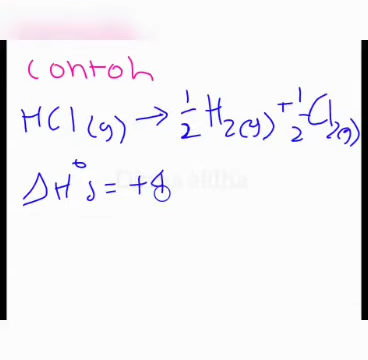 Contoh
HCl(g) → 1/2 H2(g) + 1/2 Cl2(g)
ΔH°s = +